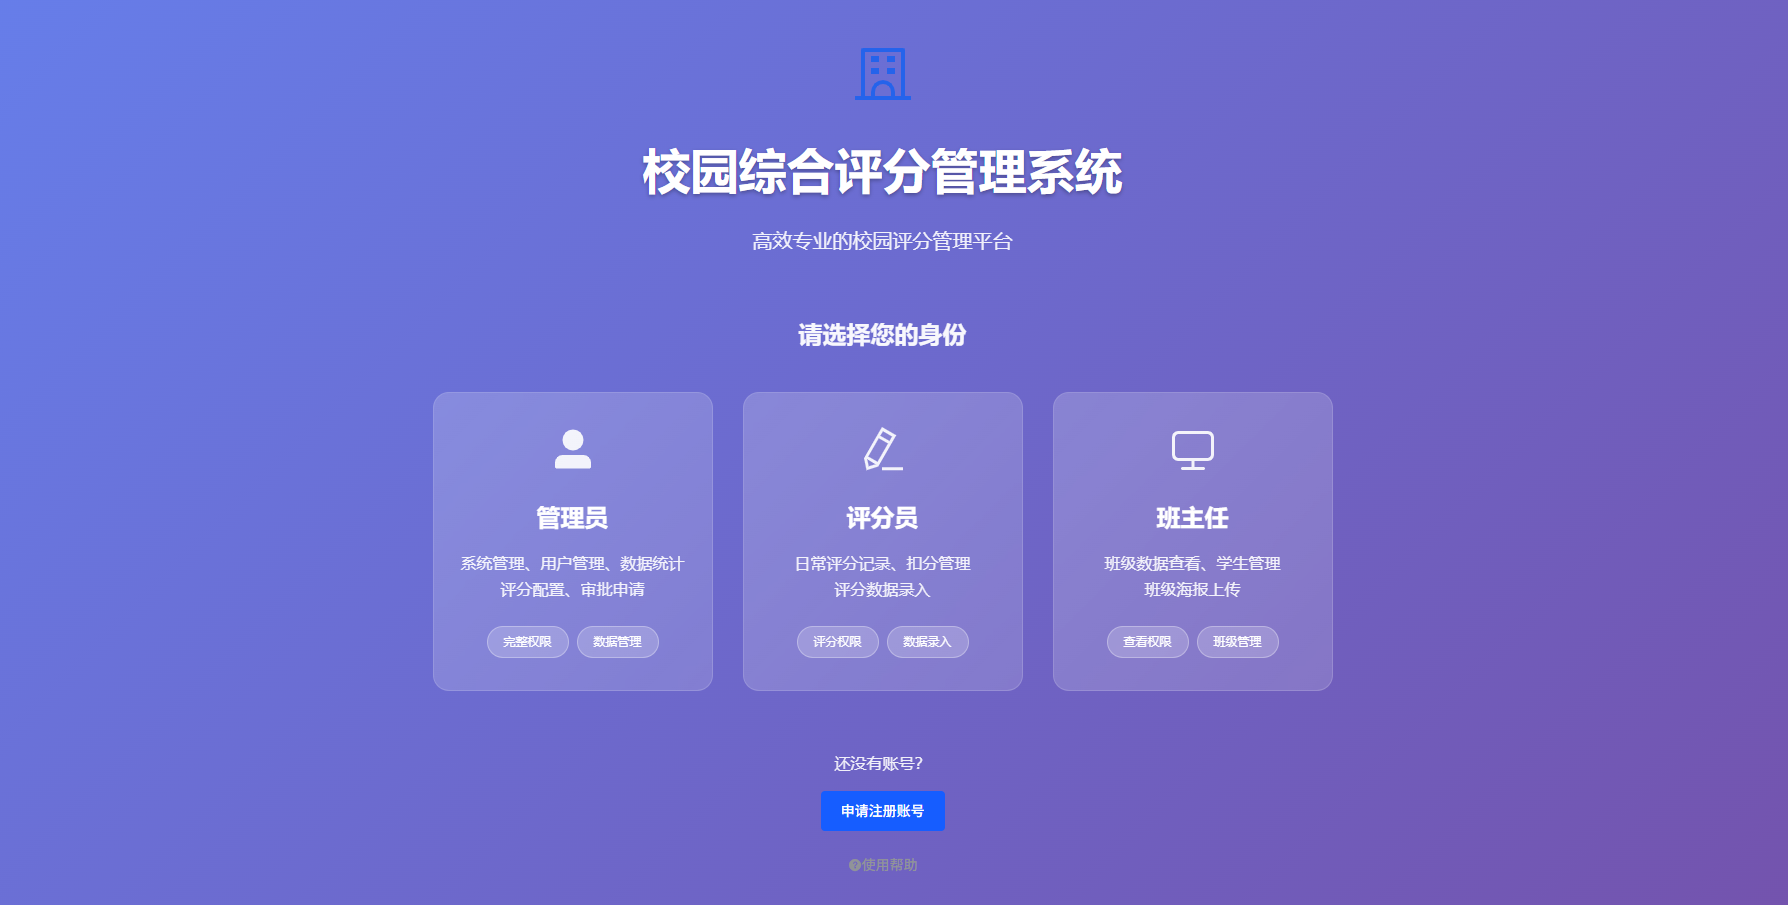 校园综合评分管理系统
高效专业的校园评分管理平台
请选择您的身份
管理员
系统管理、用户管理、数据统计
评分配置、审批申请
完整权限 数据管理
评分员
日常评分记录、扣分管理
评分数据录入
评分权限 数据录入
班主任
班级数据查看、学生管理
班级海报上传
查看权限 班级管理
还没有账号?
申请注册账号
使用帮助